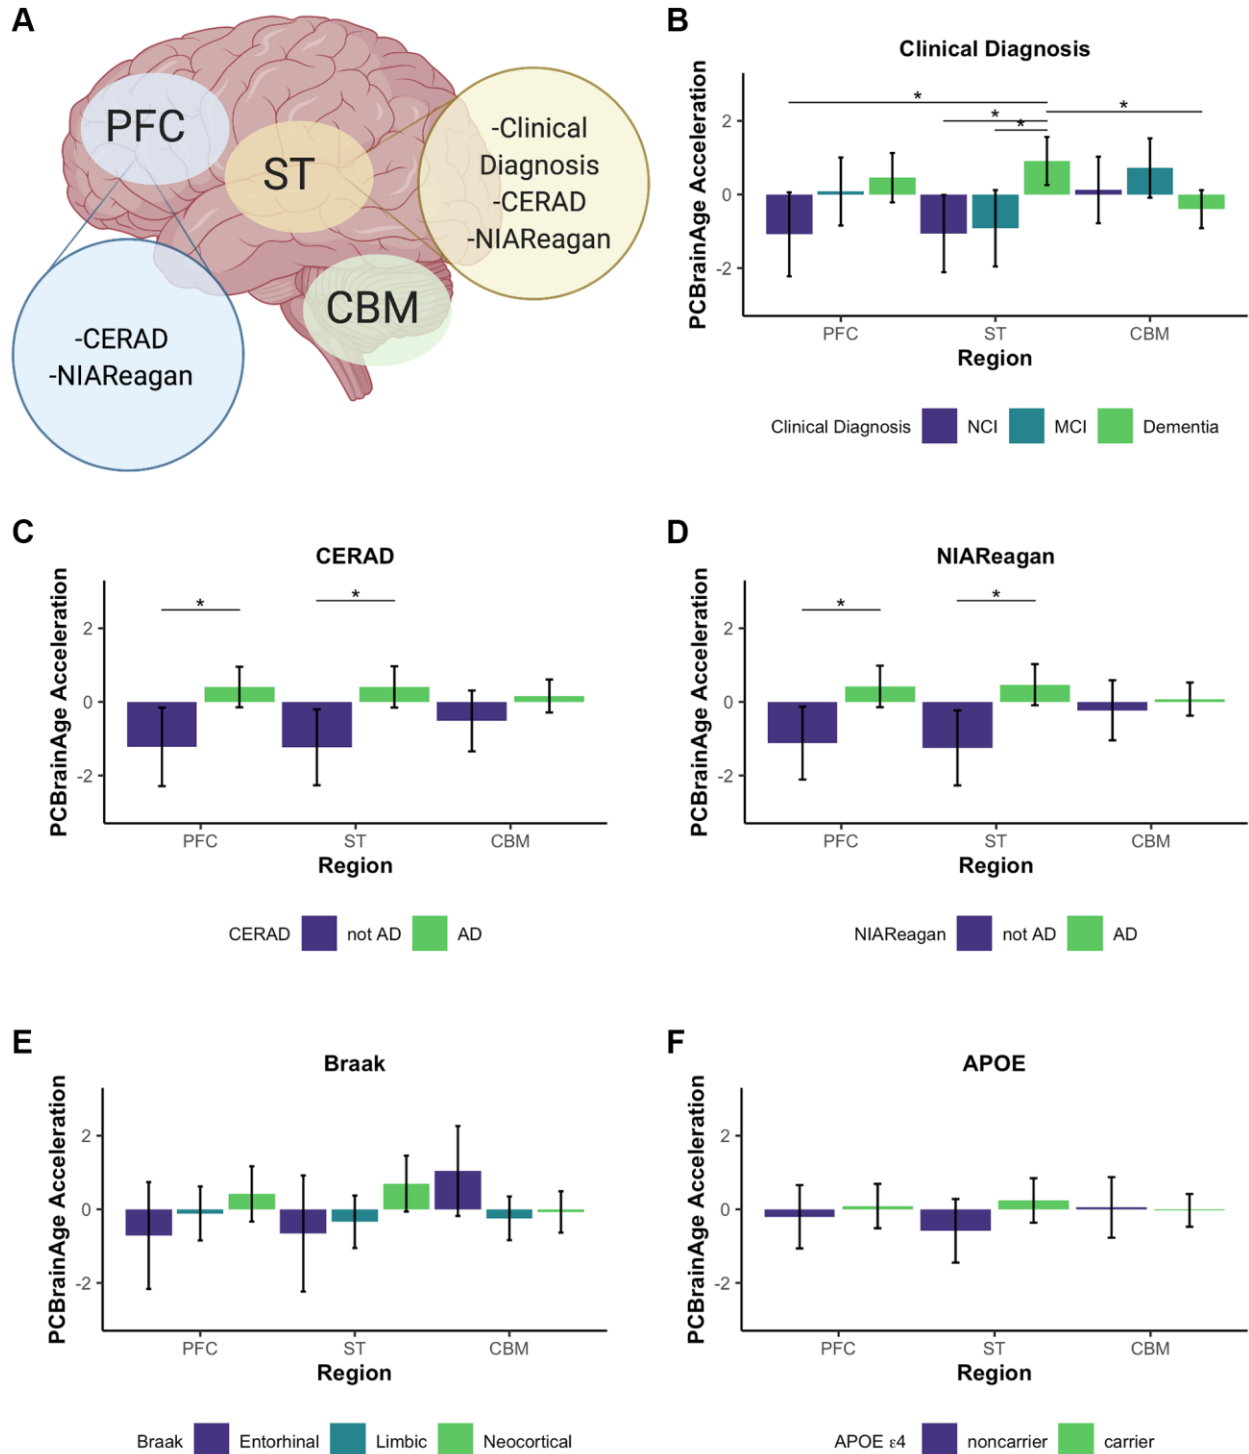 A
PFC
ST
CBM
-Clinical
Diagnosis
-CERAD
-NIAReagan
-CERAD
-NIAReagan
B
Clinical Diagnosis
PCBrainAge Acceleration
2
0
-2
*
*
*
*
PFC ST CBM
Region
Clinical Diagnosis NCI MCI Dementia
C
CERAD
PCBrainAge Acceleration
2
0
-2
*
*
PFC ST CBM
Region
CERAD not AD AD
D
NIAReagan
PCBrainAge Acceleration
2
0
-2
*
*
PFC ST CBM
Region
NIAReagan not AD AD
E
Braak
PCBrainAge Acceleration
2
0
-2
PFC ST CBM
Region
Braak Entorhinal Limbic Neocortical
F
APOE
PCBrainAge Acceleration
2
0
-2
PFC ST CBM
Region
APOE ε4 noncarrier carrier